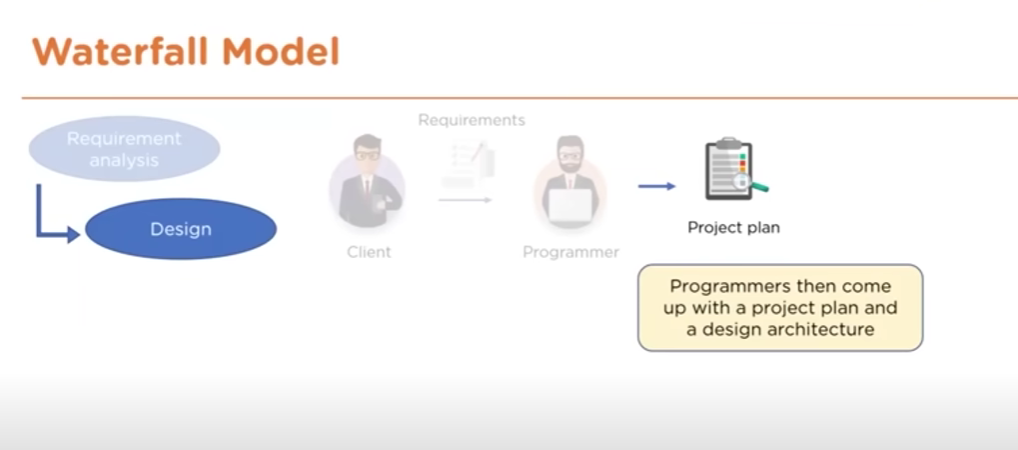 Waterfall Model
Requirement
analysis
Design
Requirements
Client
Programmer
Project plan
Programmers then come
up with a project plan and
a design architecture